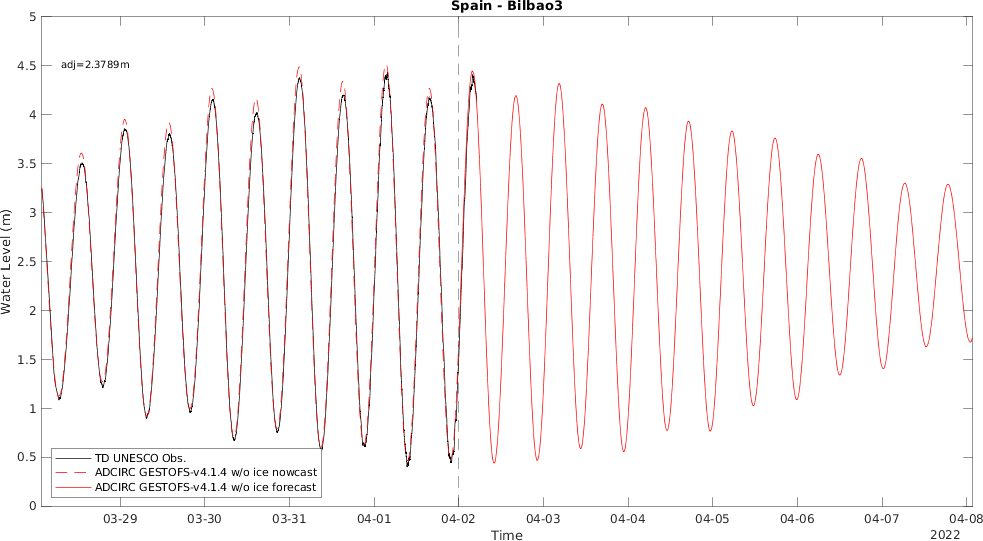 Spain - Bilbao3
adj=2.3789m
Water Level (m)
5
4.5
4
3.5
3
2.5
2
1.5
1
0.5
0
TD UNESCO Obs.
ADCIRC GESTOFS-v4.1.4 w/o ice nowcast
ADCIRC GESTOFS-v4.1.4 w/o ice forecast
03-29 03-30 03-31 04-01 04-02 04-03 04-04 04-05 04-06 04-07 04-08
Time
2022